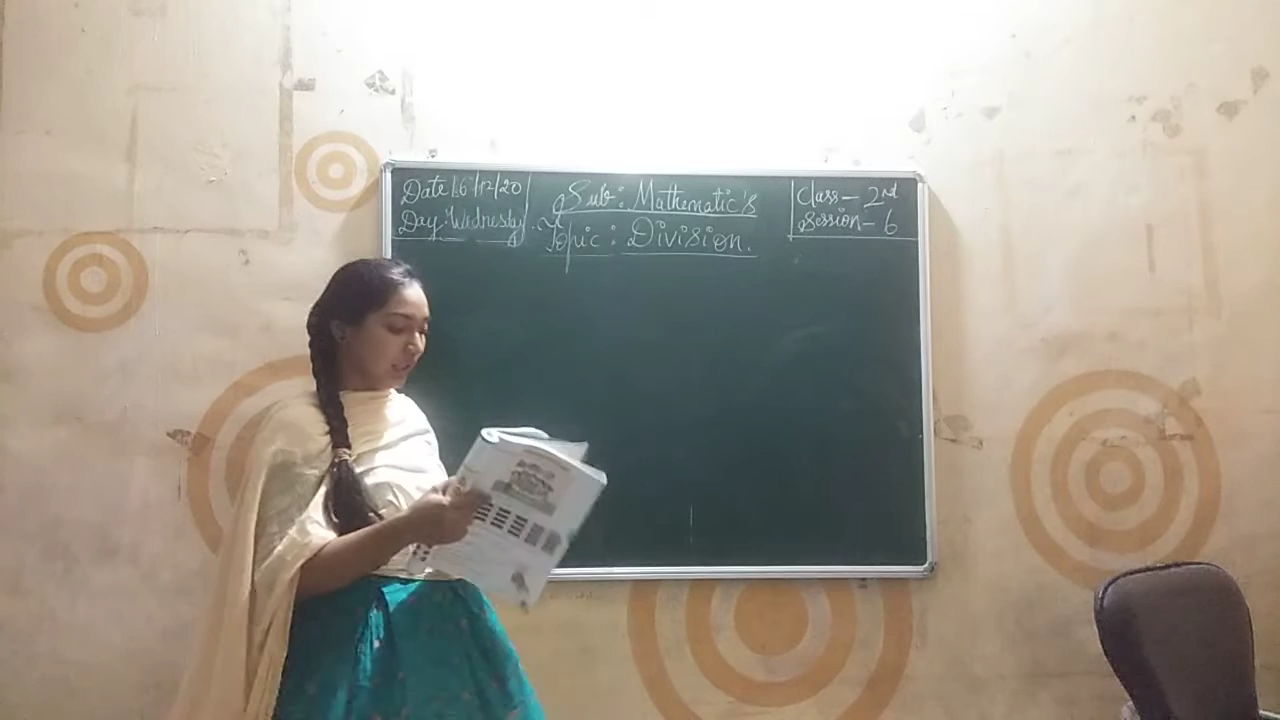 Date 16/12/20
Day Wednesday
Sub: Mathematic's
Topic: Division.
Class- 2nd
Session- 6